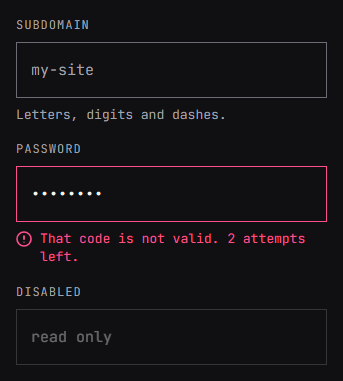 SUBDOMAIN
my-site
Letters, digits and dashes.
PASSWORD
••••••••
That code is not valid. 2 attempts
left.
DISABLED
read only